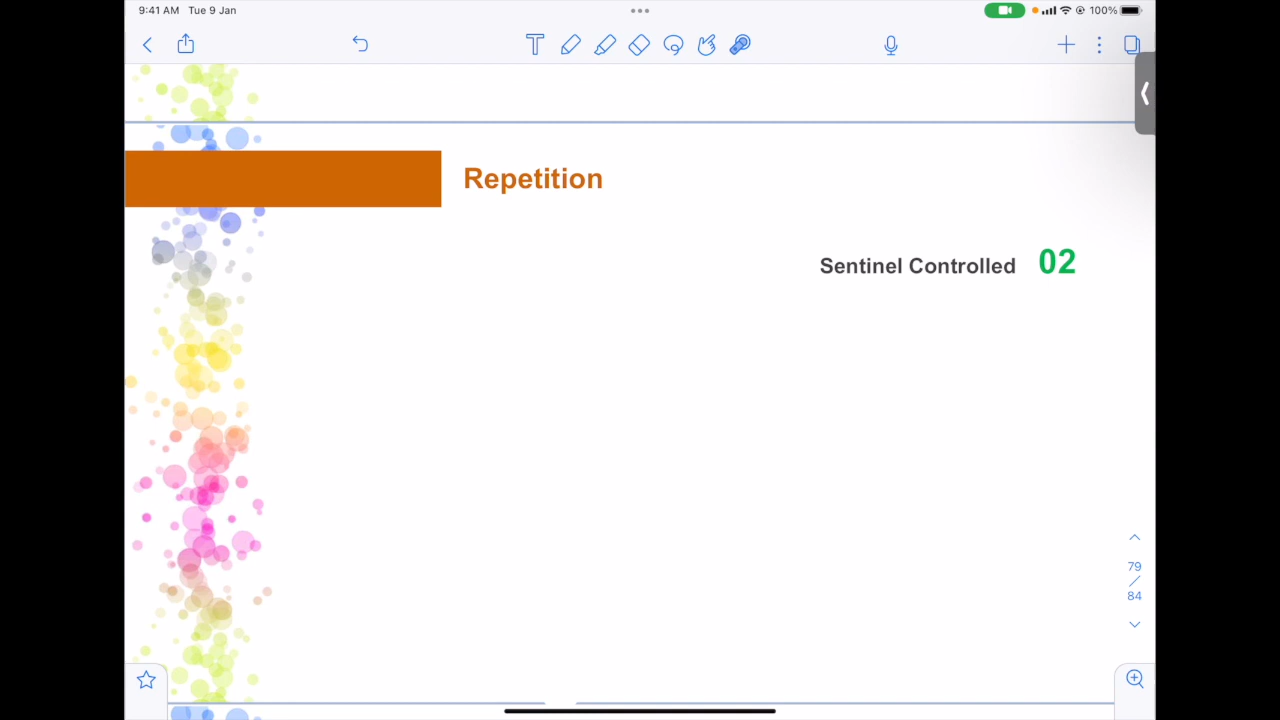 9:41 AM Tue 9 Jan
100%
T
Repetition
Sentinel Controlled 02
79
/
84